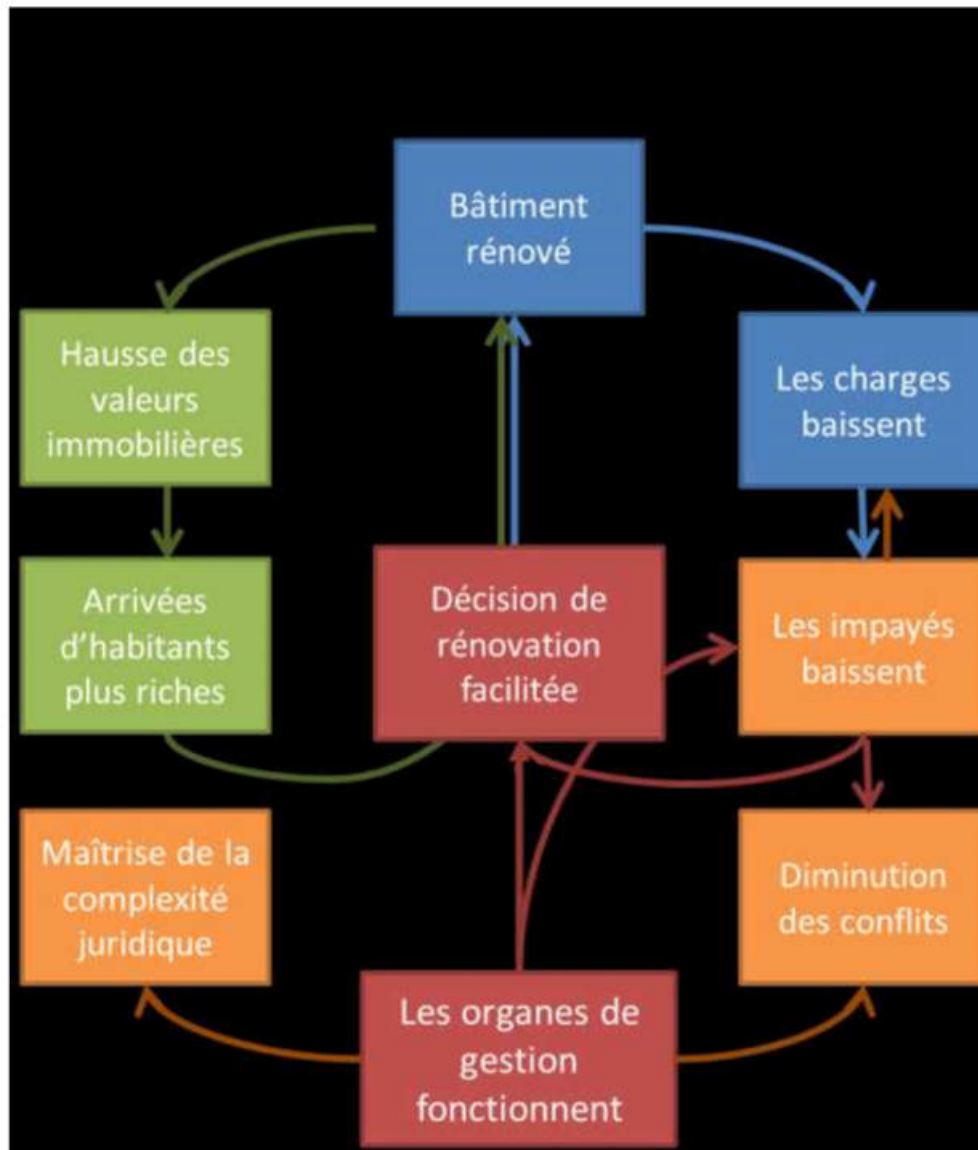 Bâtiment
rénové
Hausse des
valeurs
immobilières
Les charges
baissent
Arrivées
d'habitants
plus riches
Décision de
rénovation
facilitée
Les impayés
baissent
Maîtrise de la
complexité
juridique
Diminution
des conflits
Les organes de
gestion
fonctionnent